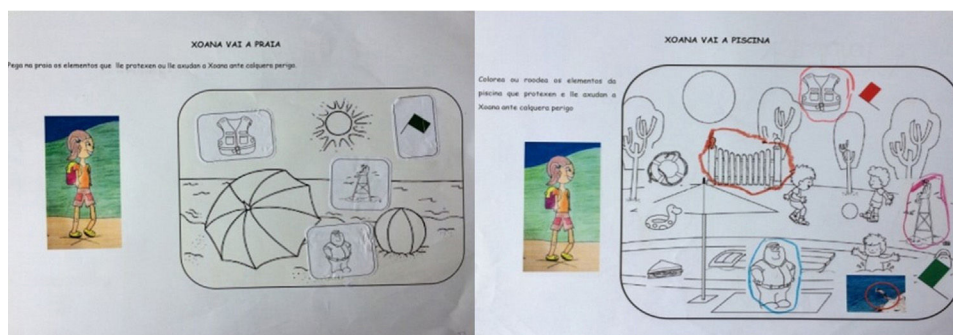 XOANA VAI A PRAIA
Pega na praia os elementos que lle protexen ou lle axudan a Xoana ante calquera perigo.
XOANA VAI A PISCINA
Colorea ou rodea os elementos da
piscina que protexen e lle axudan a
Xoana ante calquera perigo